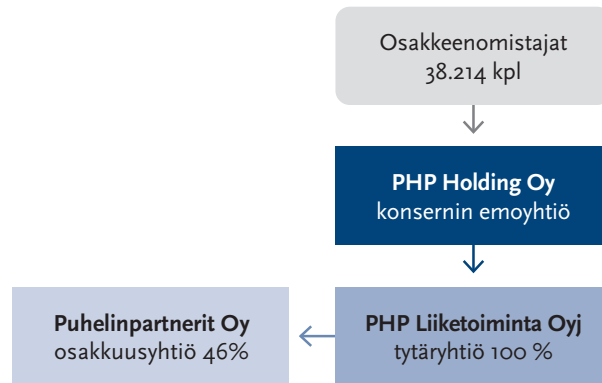 Osakkeenomistajat
38.214 kpl
PHP Holding Oy
konsernin emoyhtiö
Puhelinpartnerit Oy
osakkuusyhtiö 46%
PHP Liiketoiminta Oyj
tytäryhtiö 100 %